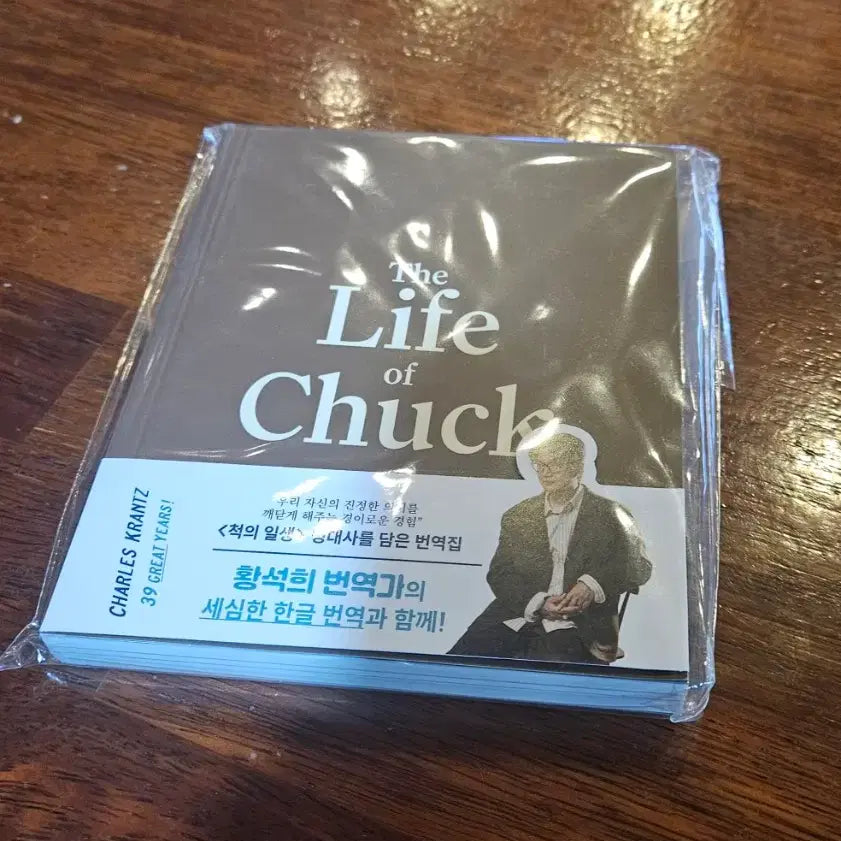 The
Life
of
Chuck
CHARLES KRANTZ
39 GREAT YEARS!
우리 자신의 진정한
깨닫게 해주는 경이로운 경험"
<척의 일생> 명대사를 담은 번역집
황석희 번역가의
세심한 한글 번역과 함께!